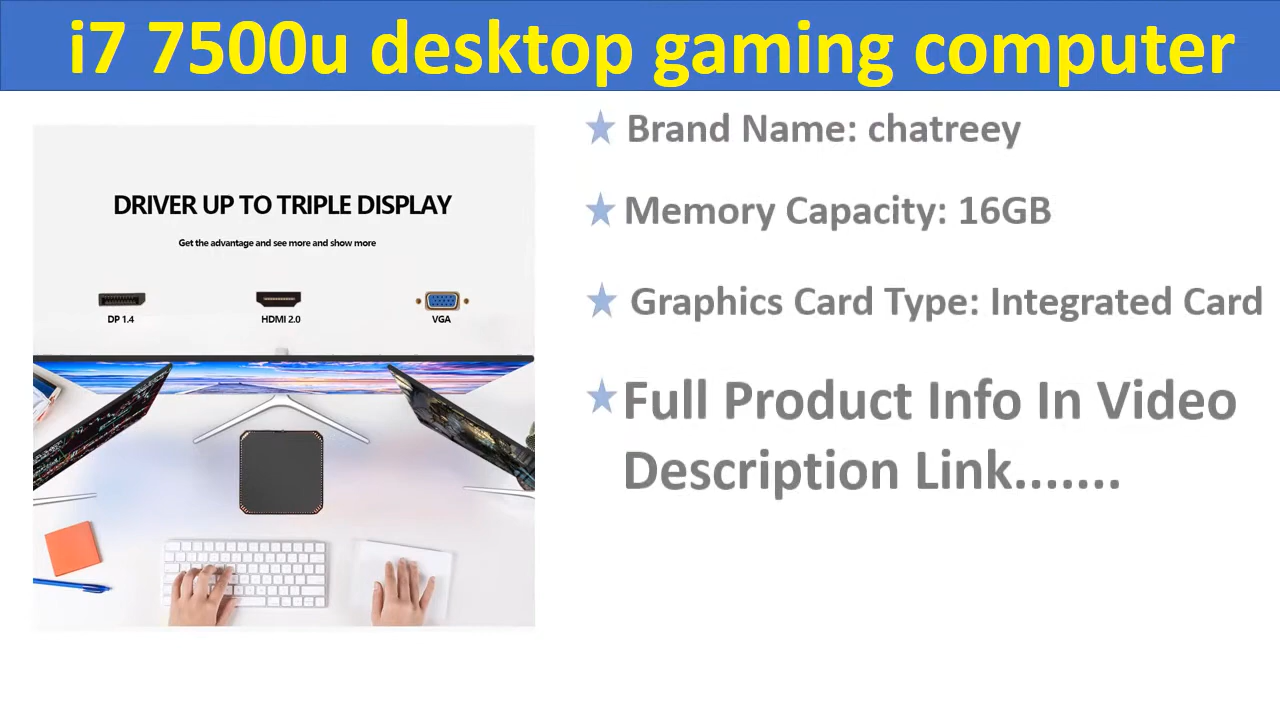 i7 7500u desktop gaming computer
DRIVER UP TO TRIPLE DISPLAY
Get the advantage and see more and show more
DP 1.4 HDMI 2.0 VGA
Brand Name: chatreey
Memory Capacity: 16GB
Graphics Card Type: Integrated Card
Full Product Info In Video
Description Link.......